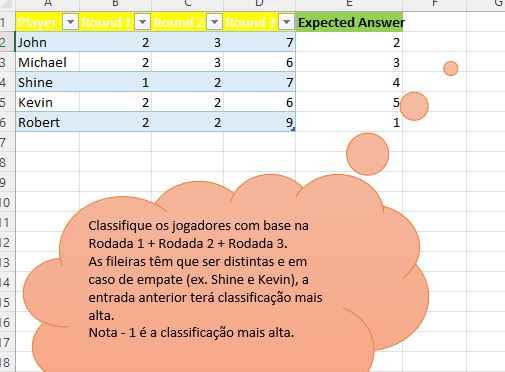 A B C D E F G
1 Player Round 1 Round 2 Round 3 Expected Answer
2 John 2 3 7 2
3 Michael 2 3 6 3
4 Shine 1 2 7 4
5 Kevin 2 2 6 5
6 Robert 2 2 9 1
7
8
9
10
11
12
13
14
15
16
17
18
Classifique os jogadores com base na
Rodada 1 + Rodada 2 + Rodada 3.
As fileiras têm que ser distintas e em
caso de empate (ex. Shine e Kevin), a
entrada anterior terá classificação mais
alta.
Nota - 1 é a classificação mais alta.